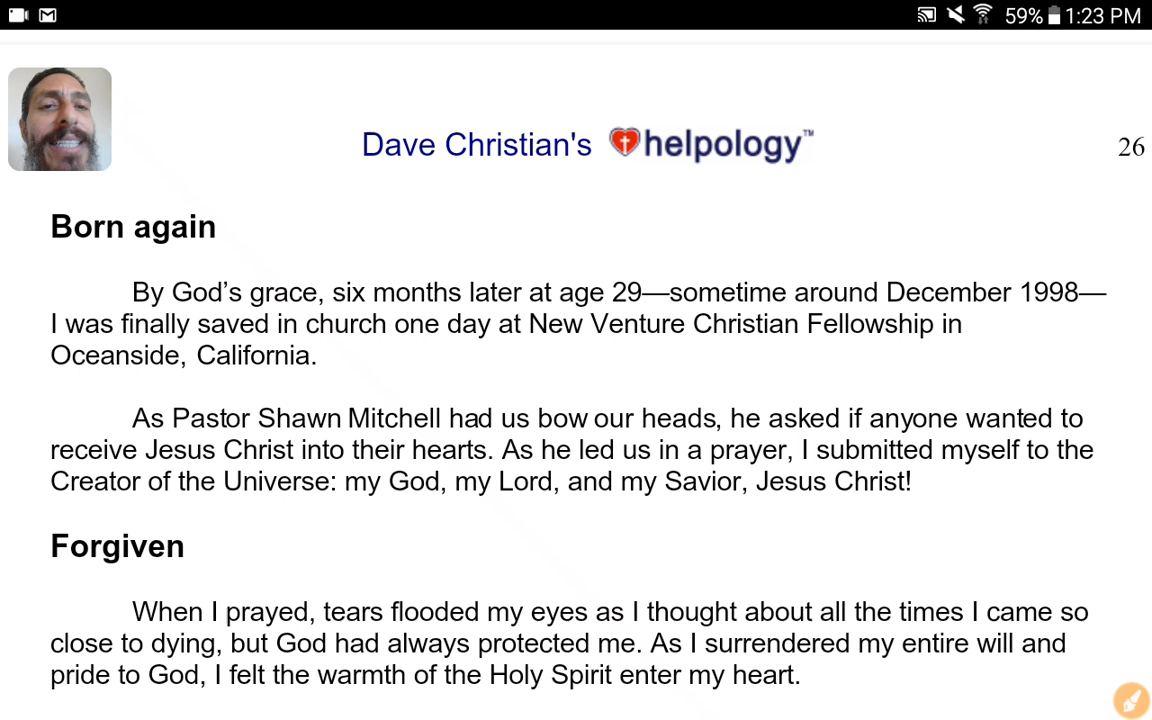 59% 1:23 PM
Dave Christian's helpology™ 26
Born again
By God’s grace, six months later at age 29—sometime around December 1998—
I was finally saved in church one day at New Venture Christian Fellowship in
Oceanside, California.
As Pastor Shawn Mitchell had us bow our heads, he asked if anyone wanted to
receive Jesus Christ into their hearts. As he led us in a prayer, I submitted myself to the
Creator of the Universe: my God, my Lord, and my Savior, Jesus Christ!
Forgiven
When I prayed, tears flooded my eyes as I thought about all the times I came so
close to dying, but God had always protected me. As I surrendered my entire will and
pride to God, I felt the warmth of the Holy Spirit enter my heart.